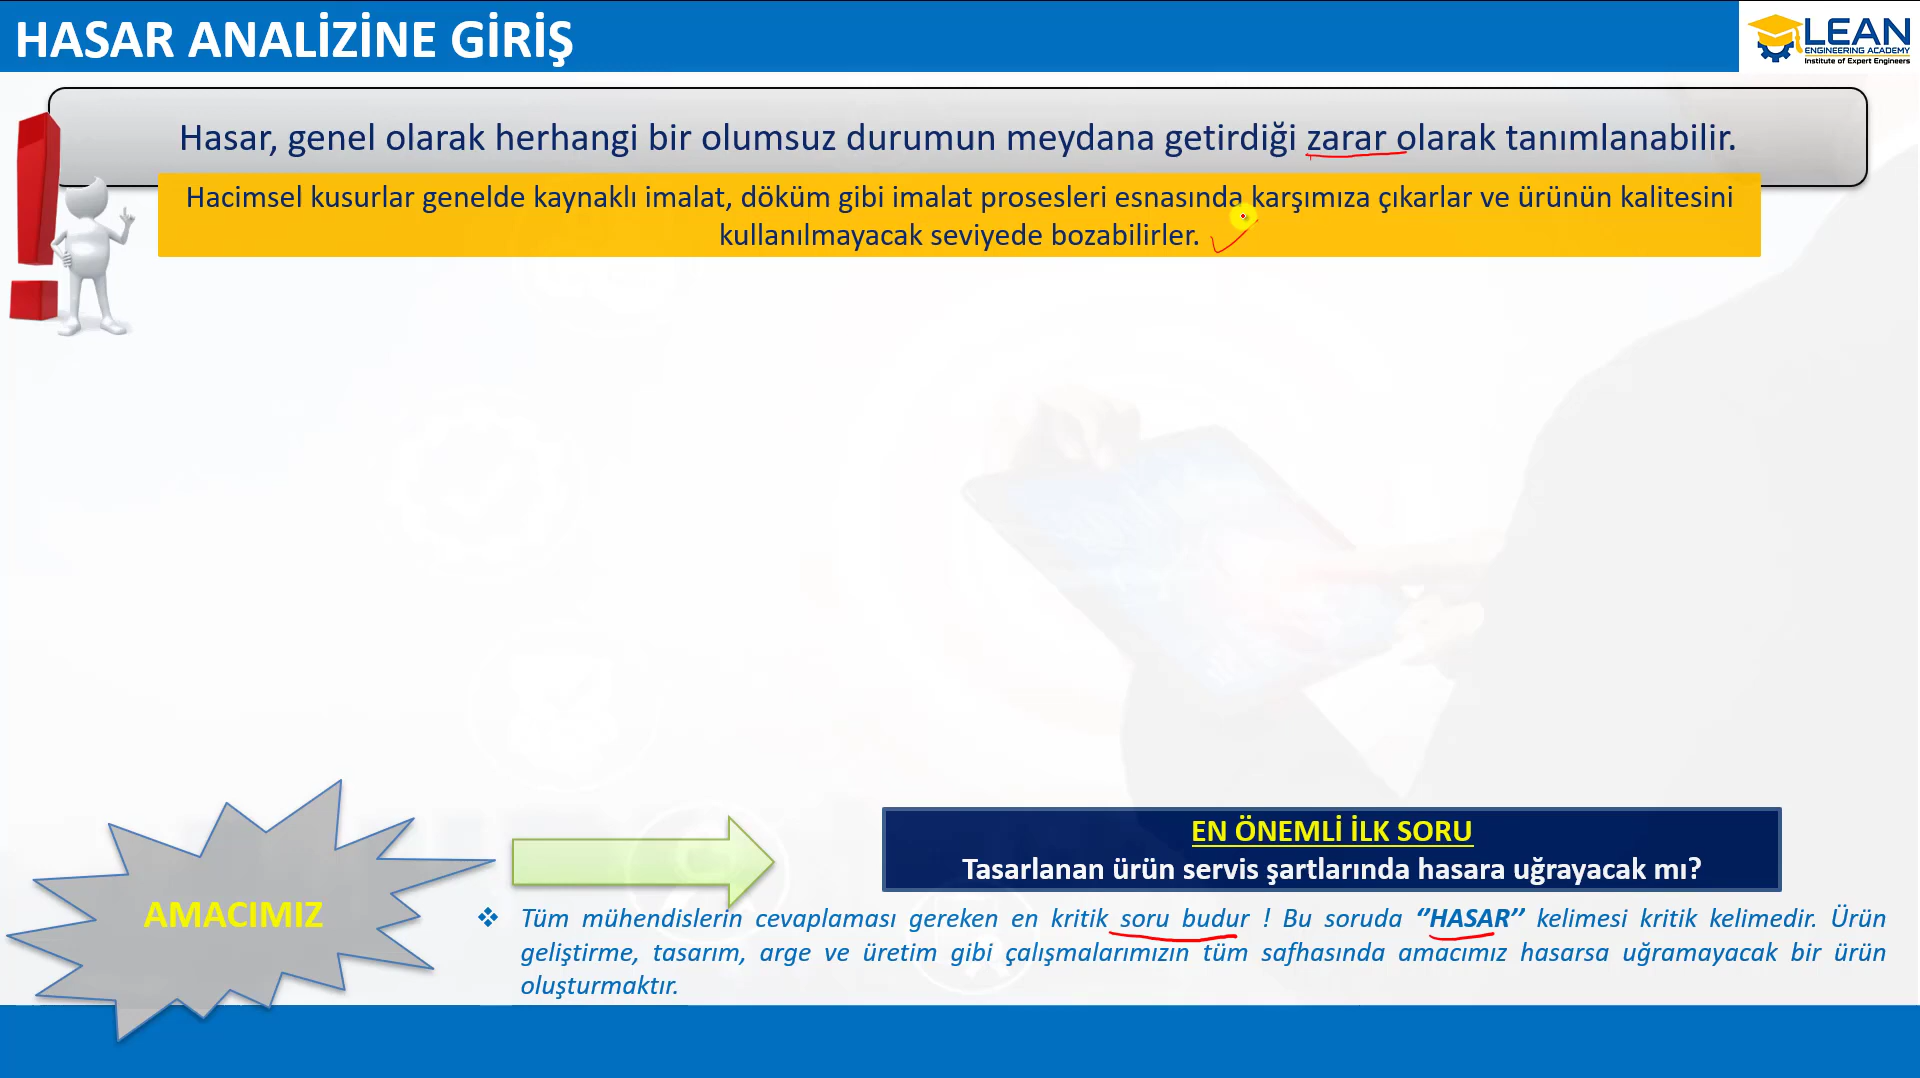 HASAR ANALİZİNE GİRİŞ
LEAN
ENGINEERING ACADEMY
Institute of Expert Engineers
Hasar, genel olarak herhangi bir olumsuz durumun meydana getirdiği zarar olarak tanımlanabilir.
Hacimsel kusurlar genelde kaynaklı imalat, döküm gibi imalat prosesleri esnasında karşımıza çıkarlar ve ürünün kalitesini
kullanılmayacak seviyede bozabilirler.
EN ÖNEMLİ İLK SORU
Tasarlanan ürün servis şartlarında hasara uğrayacak mı?
AMACIMIZ
❖ Tüm mühendislerin cevaplaması gereken en kritik soru budur ! Bu soruda ‘’HASAR’’ kelimesi kritik kelimedir. Ürün
geliştirme, tasarım, arge ve üretim gibi çalışmalarımızın tüm safhasında amacımız hasarsa uğramayacak bir ürün
oluşturmaktır.